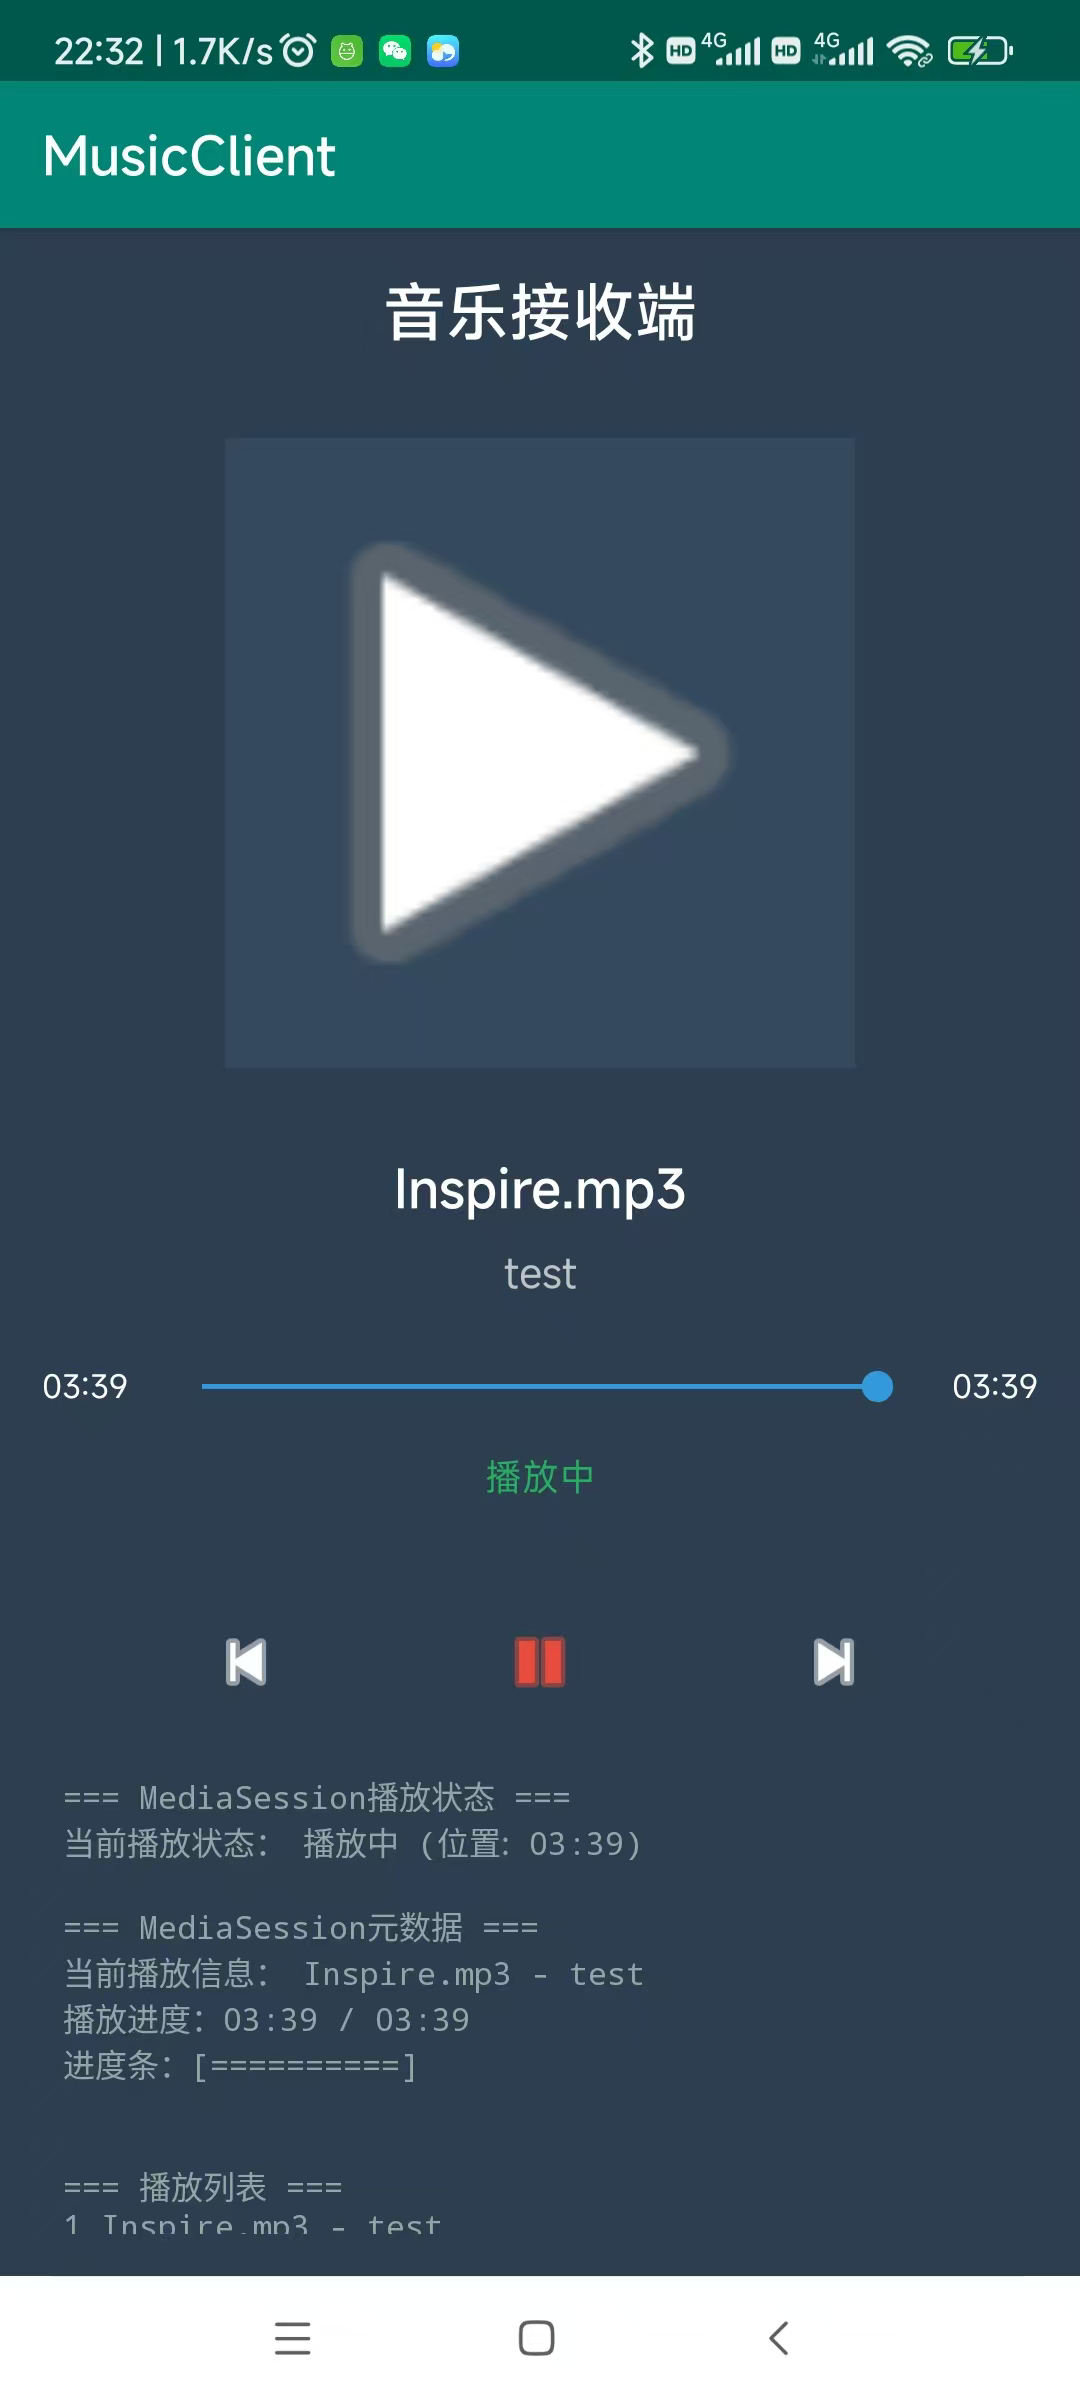 22:32 | 1.7K/s HD 4G HD 4G
MusicClient
音乐接收端
Inspire.mp3
test
03:39 03:39
播放中
=== MediaSession播放状态 ===
当前播放状态： 播放中 (位置: 03:39)
=== MediaSession元数据 ===
当前播放信息： Inspire.mp3 - test
播放进度：03:39 / 03:39
进度条：[==========]
=== 播放列表 ===
1 Inspire.mp3 - test